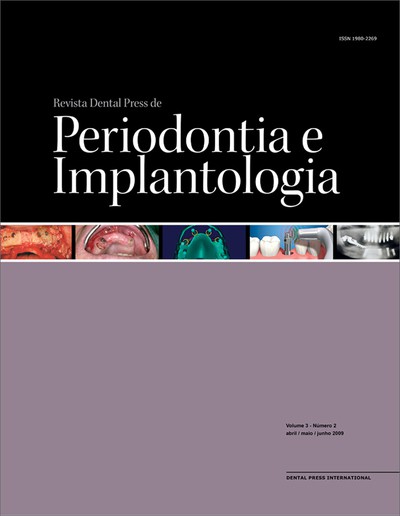 ISSN 1980-2269
Revista Dental Press de
Periodontia e
Implantologia
Volume 3 - Número 2
abril / maio / junho 2009
DENTAL PRESS INTERNATIONAL